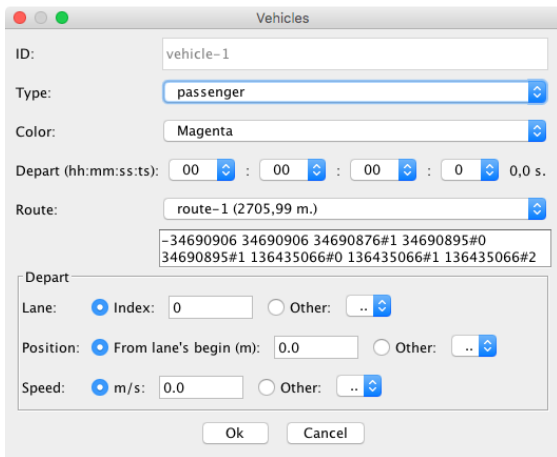 Vehicles
ID: vehicle-1
Type: passenger
Color: Magenta
Depart (hh:mm:ss:ts): 00 : 00 : 00 : 0 0,0 s.
Route: route-1 (2705,99 m.)
-34690906 34690906 34690876#1 34690895#0
34690895#1 136435066#0 136435066#1 136435066#2
Depart
Lane: Index: 0 Other: ..
Position: From lane's begin (m): 0.0 Other: ..
Speed: m/s: 0.0 Other: ..
Ok Cancel